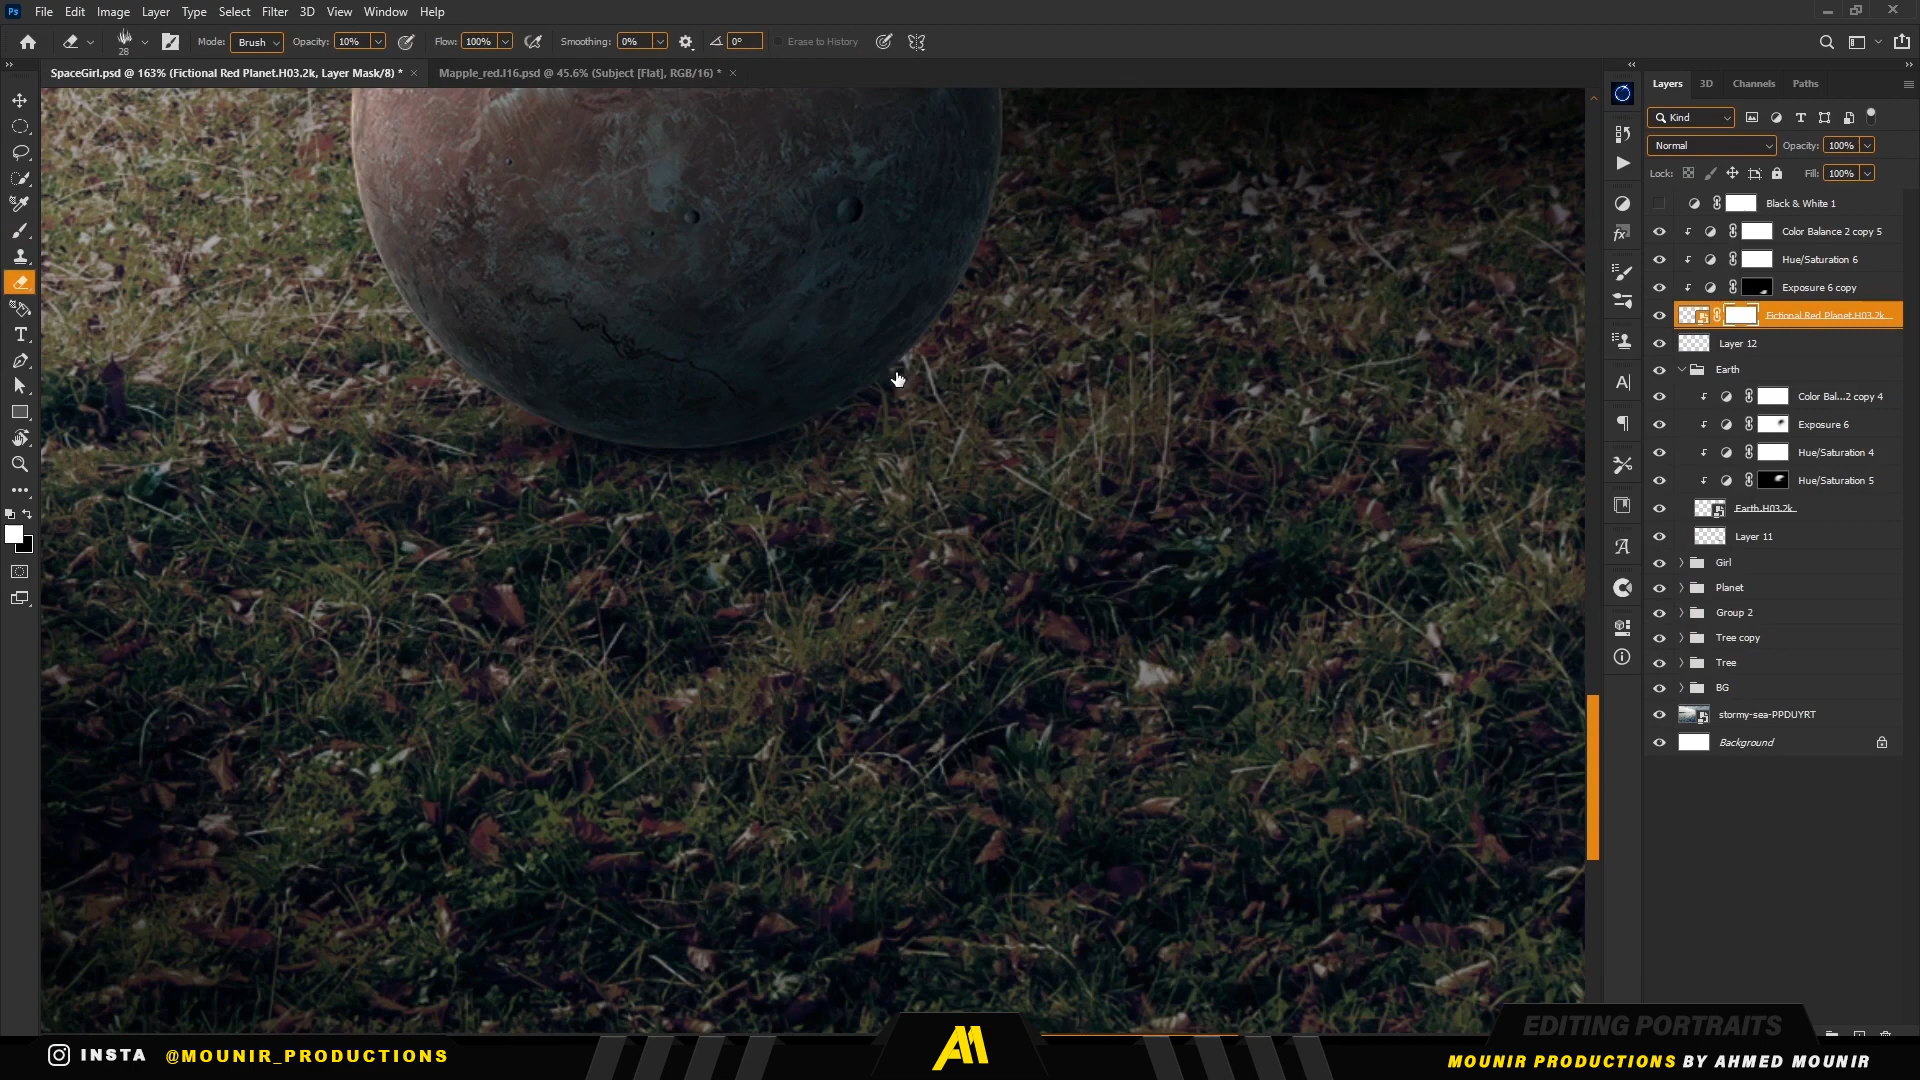 Ps File Edit Image Layer Type Select Filter 3D View Window Help
28 Mode: Brush Opacity: 10% Flow: 100% Smoothing: 0% 0° Erase to History
SpaceGirl.psd @ 163% (Fictional Red Planet.H03.2k, Layer Mask/8) * × Mapple_red.I16.psd @ 45.6% (Subject [Flat], RGB/16) * ×
Layers 3D Channels Paths
Kind
Normal Opacity: 100%
Lock: Fill: 100%
Black & White 1
Color Balance 2 copy 5
Hue/Saturation 6
Exposure 6 copy
Fictional Red Planet.H03.2k
Layer 12
Earth
Color Bal...2 copy 4
Exposure 6
Hue/Saturation 4
Hue/Saturation 5
Earth.H03.2k
Layer 11
Girl
Planet
Group 2
Tree copy
Tree
BG
stormy-sea-PPDUYRT
Background
EDITING PORTRAITS
INSTA @MOUNIR_PRODUCTIONS
MOUNIR PRODUCTIONS BY AHMED MOUNIR